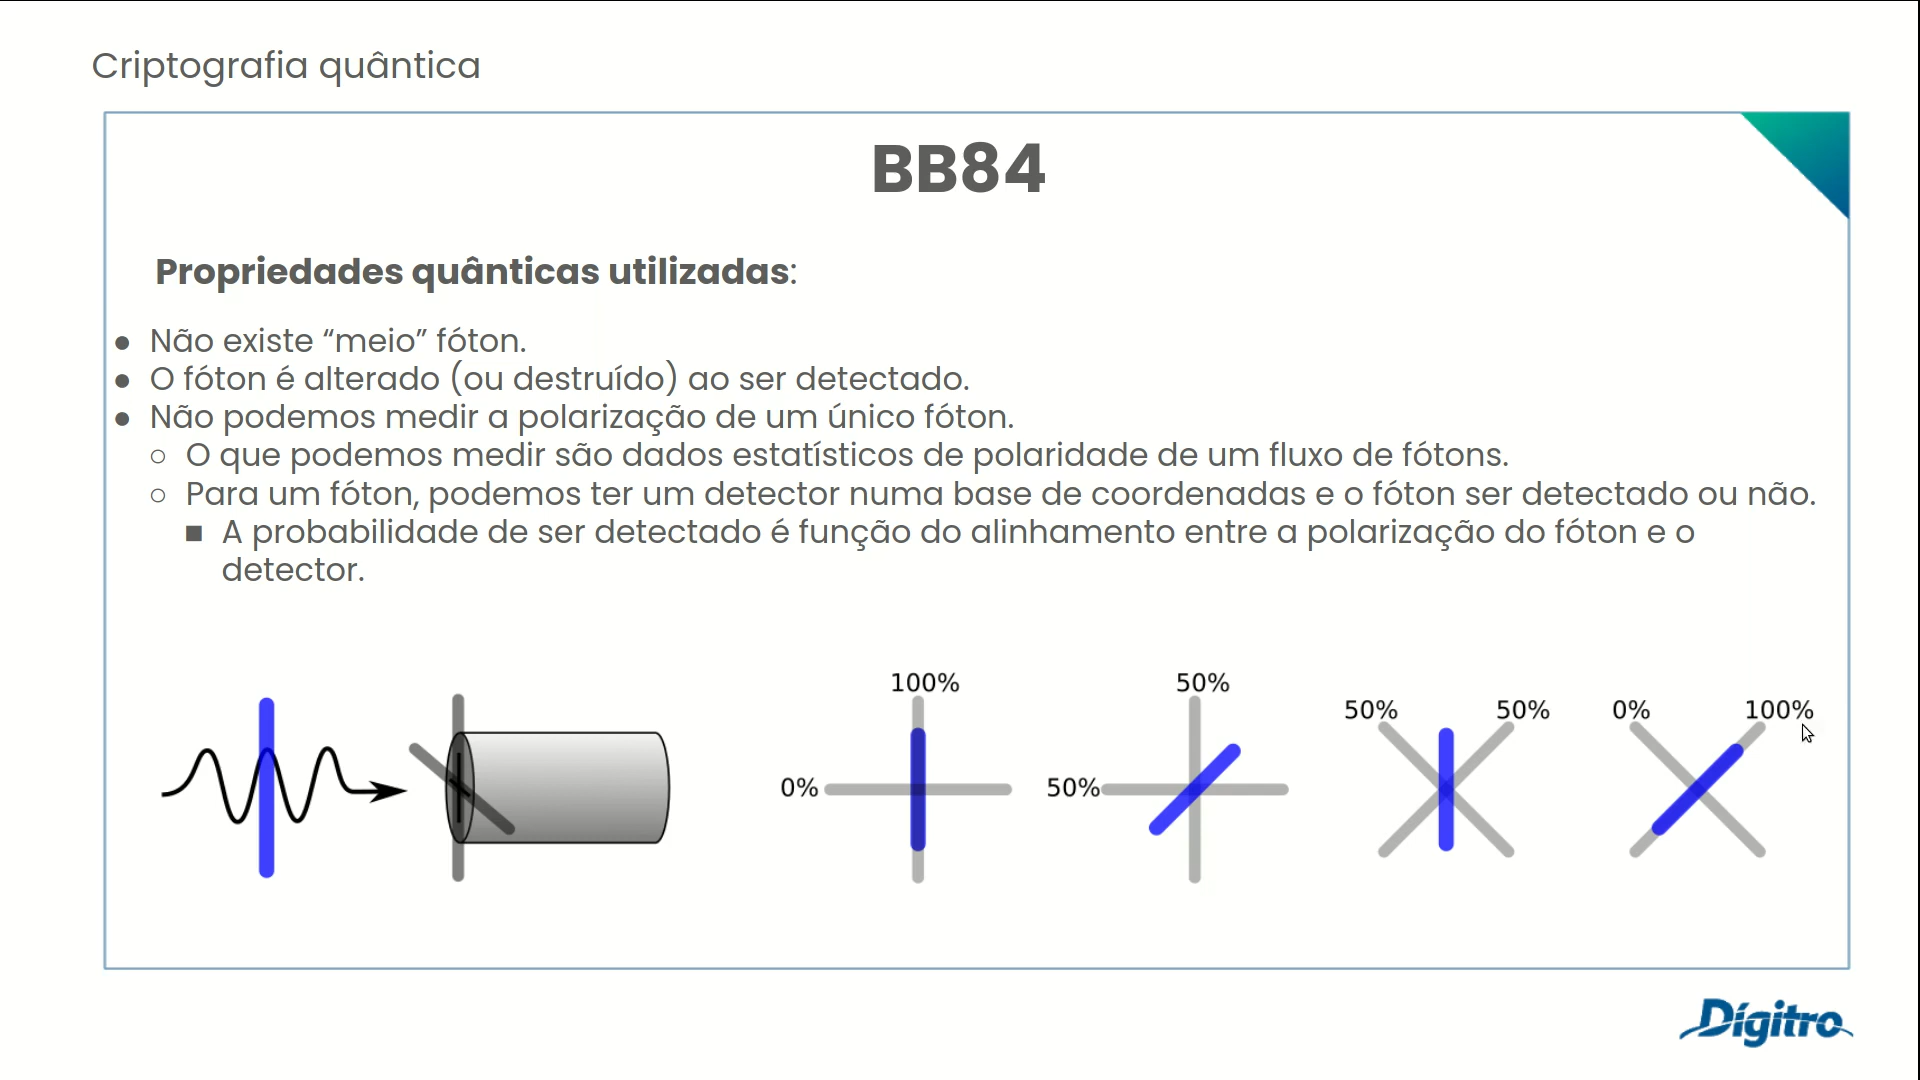 Criptografia quântica
BB84
Propriedades quânticas utilizadas:
● Não existe “meio” fóton.
● O fóton é alterado (ou destruído) ao ser detectado.
● Não podemos medir a polarização de um único fóton.
○ O que podemos medir são dados estatísticos de polaridade de um fluxo de fótons.
○ Para um fóton, podemos ter um detector numa base de coordenadas e o fóton ser detectado ou não.
■ A probabilidade de ser detectado é função do alinhamento entre a polarização do fóton e o
detector.
100%
0%
50%
50%
50% 50%
0% 100%
Dígitro